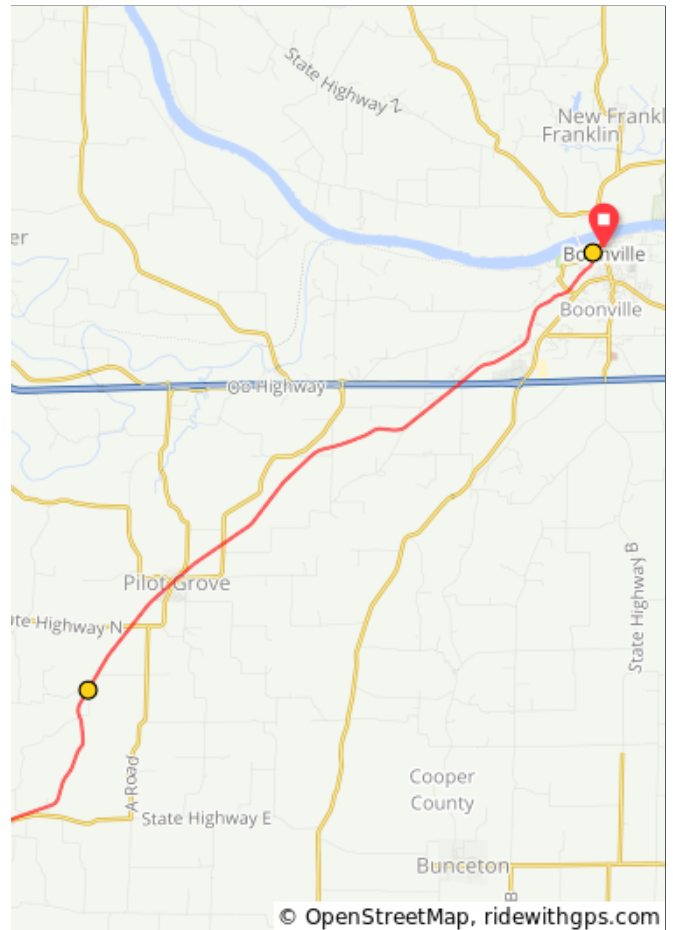 State Highway Z
New Frankl
Franklin
er
Boonville
Boonville
Oo Highway
Pilot Grove
te Highway N
State Highway B
A Road
Cooper
County
State Highway E
Bunceton
B
© OpenStreetMap, ridewithgps.com